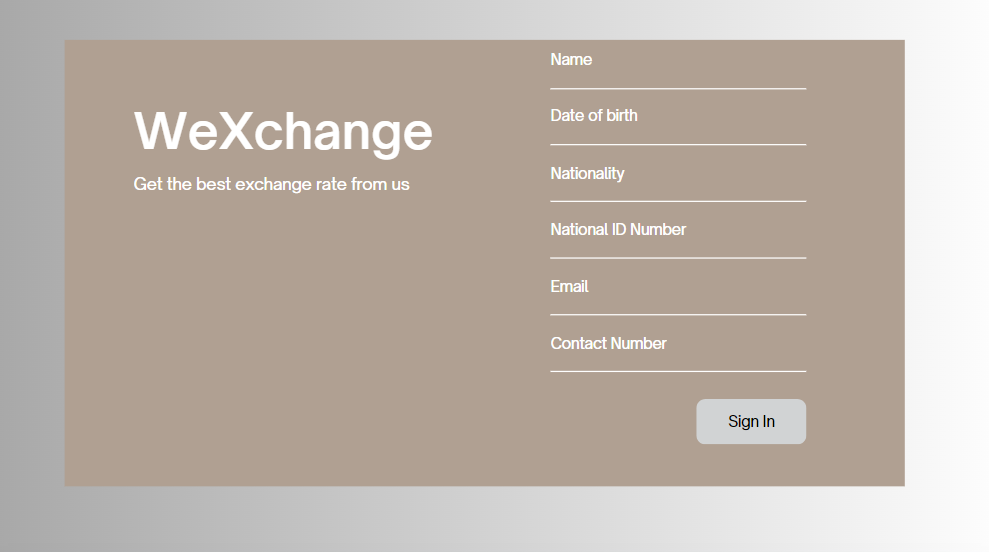 WeXchange
Get the best exchange rate from us
Name
Date of birth
Nationality
National ID Number
Email
Contact Number
Sign In